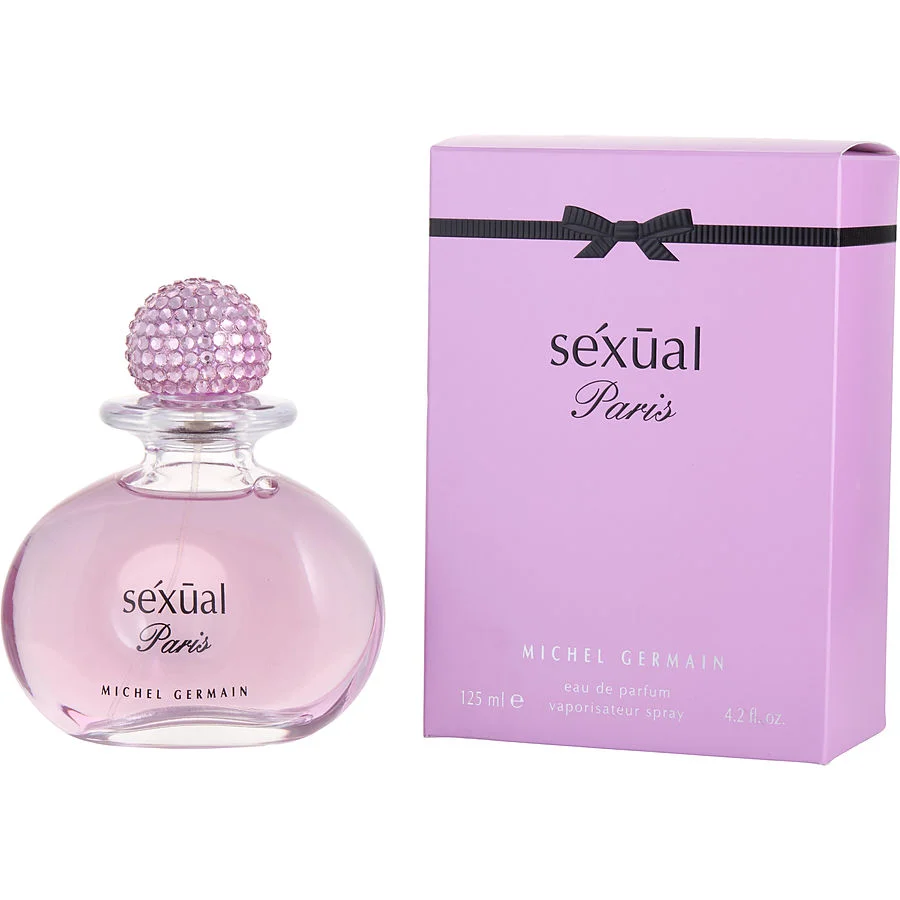 séxūal
Paris
MICHEL GERMAIN
séxūal
Paris
MICHEL GERMAIN
125 ml ℮
eau de parfum
vaporisateur spray
4.2 fl. oz.